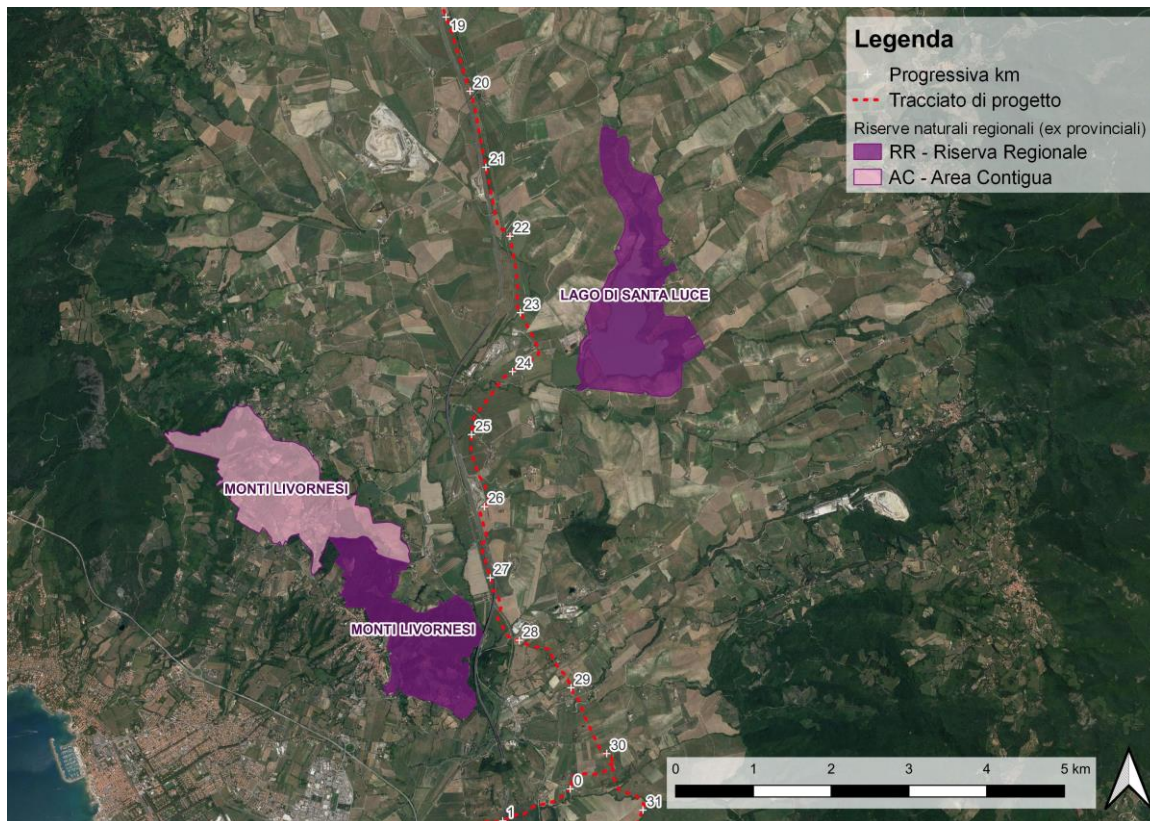 19
Legenda
Progressiva km
Tracciato di progetto
Riserve naturali regionali (ex provinciali)
RR - Riserva Regionale
AC - Area Contigua
20
21
22
23
LAGO DI SANTA LUCE
24
25
MONTI LIVORNESI
26
27
MONTI LIVORNESI
28
29
30
0 1 2 3 4 5 km
0
31
1